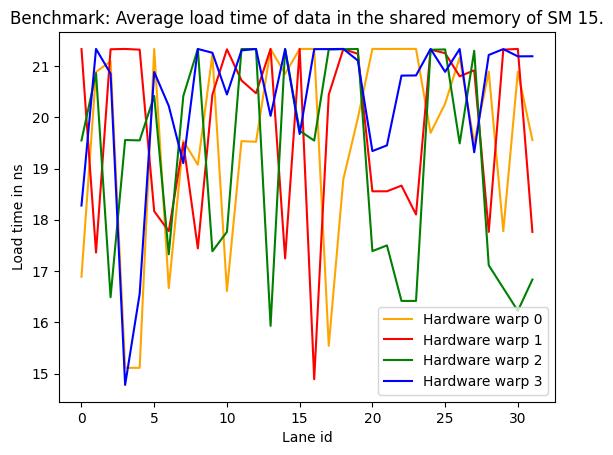 Benchmark: Average load time of data in the shared memory of SM 15.
21
20
19
18
17
16
15
Load time in ns
Hardware warp 0
Hardware warp 1
Hardware warp 2
Hardware warp 3
0 5 10 15 20 25 30
Lane id